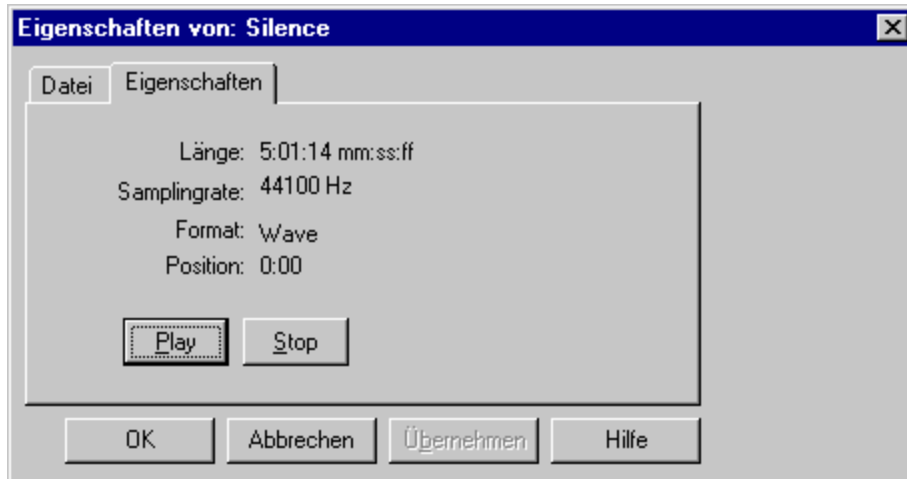 Eigenschaften von: Silence
Datei Eigenschaften
Länge: 5:01:14 mm:ss:ff
Samplingrate: 44100 Hz
Format: Wave
Position: 0:00
Play Stop
OK Abbrechen Übernehmen Hilfe